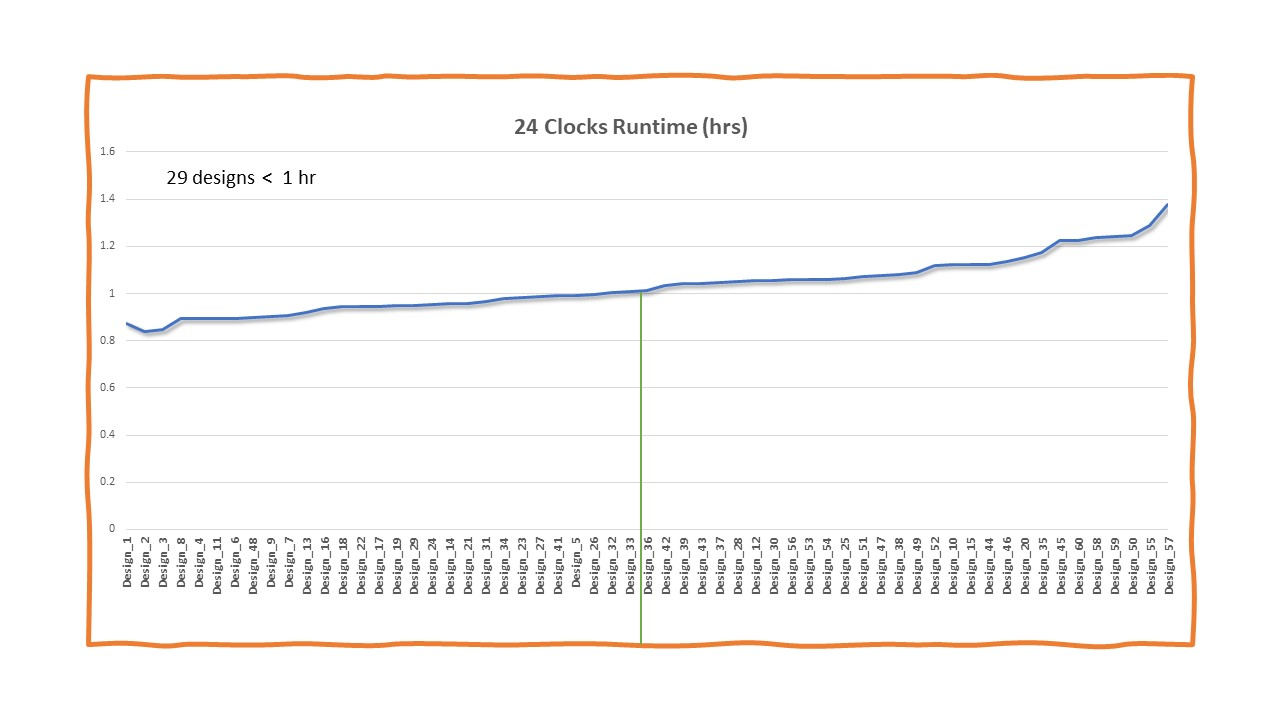 24 Clocks Runtime (hrs)
29 designs < 1 hr
1.6
1.4
1.2
1
0.8
0.6
0.4
0.2
0
Design_1
Design_2
Design_3
Design_8
Design_4
Design_11
Design_6
Design_48
Design_9
Design_7
Design_13
Design_16
Design_18
Design_22
Design_17
Design_19
Design_29
Design_24
Design_14
Design_21
Design_31
Design_34
Design_23
Design_27
Design_41
Design_5
Design_26
Design_32
Design_33
Design_36
Design_42
Design_39
Design_43
Design_37
Design_28
Design_12
Design_30
Design_56
Design_53
Design_54
Design_25
Design_51
Design_47
Design_38
Design_49
Design_52
Design_10
Design_15
Design_44
Design_46
Design_20
Design_35
Design_45
Design_60
Design_58
Design_59
Design_50
Design_55
Design_57